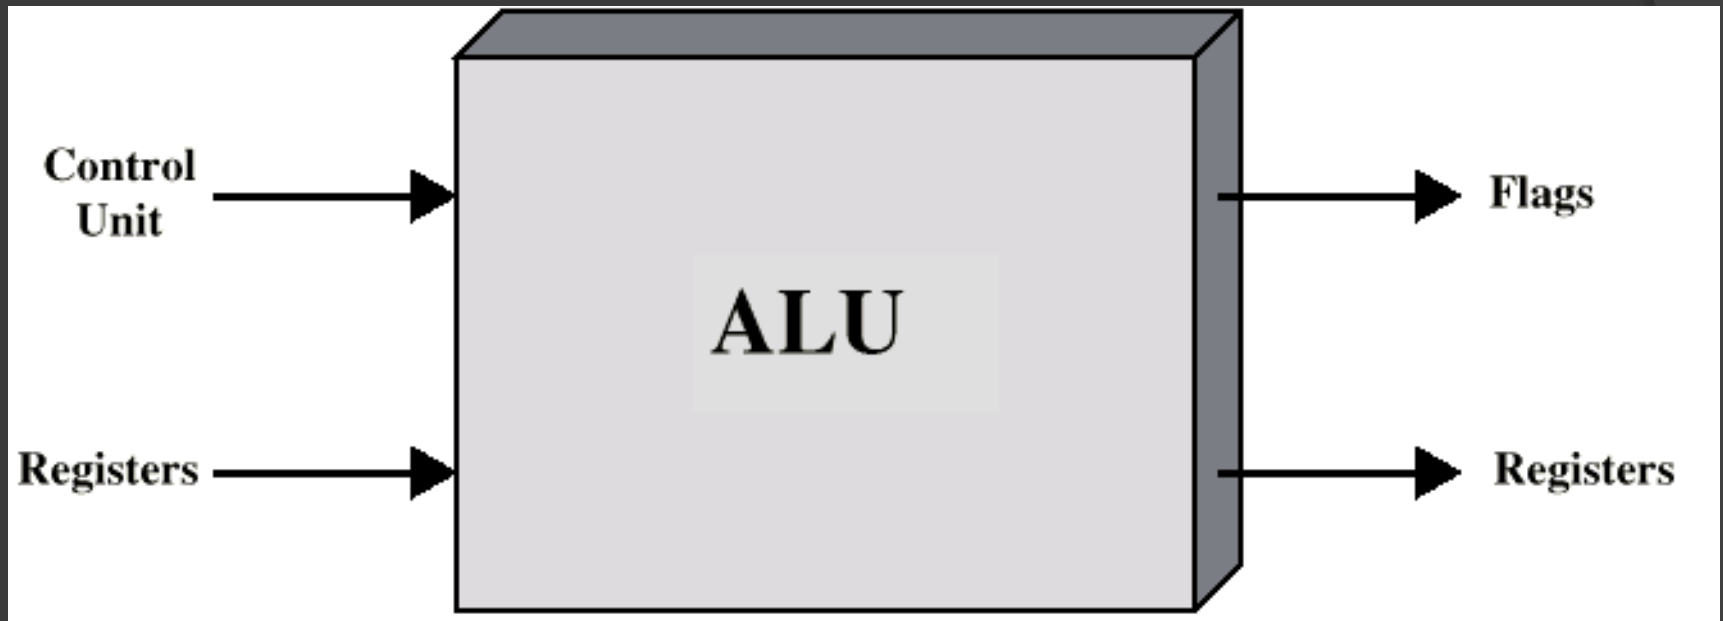 Control
Unit
Registers
ALU
Flags
Registers